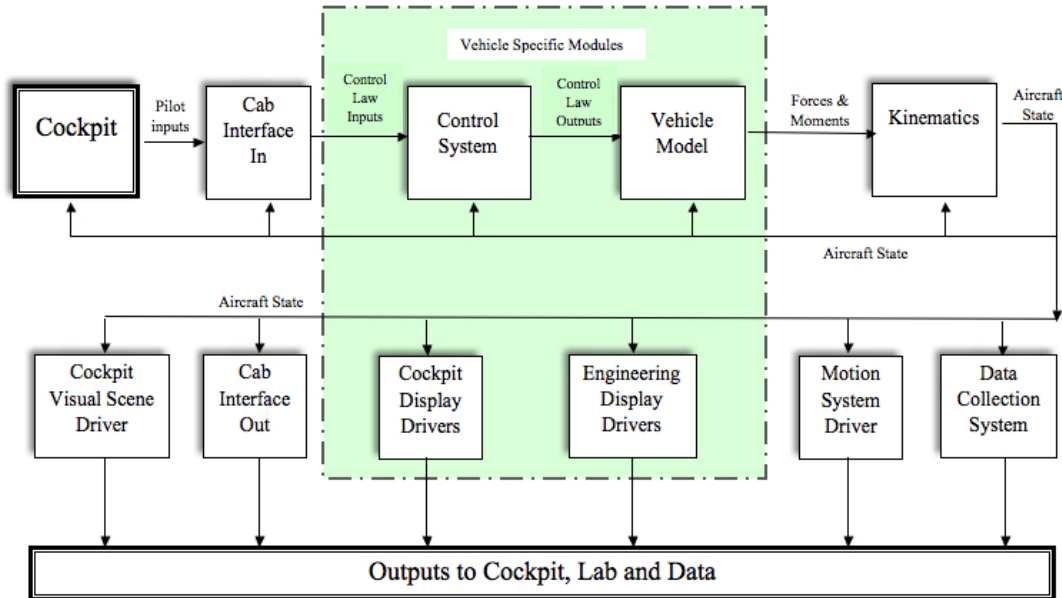 Vehicle Specific Modules
Cockpit
Pilot
inputs
Cab
Interface
In
Control
Law
Inputs
Control
System
Control
Law
Outputs
Vehicle
Model
Forces &
Moments
Kinematics
Aircraft
State
Aircraft State
Aircraft State
Cockpit
Visual Scene
Driver
Cab
Interface
Out
Cockpit
Display
Drivers
Engineering
Display
Drivers
Motion
System
Driver
Data
Collection
System
Outputs to Cockpit, Lab and Data